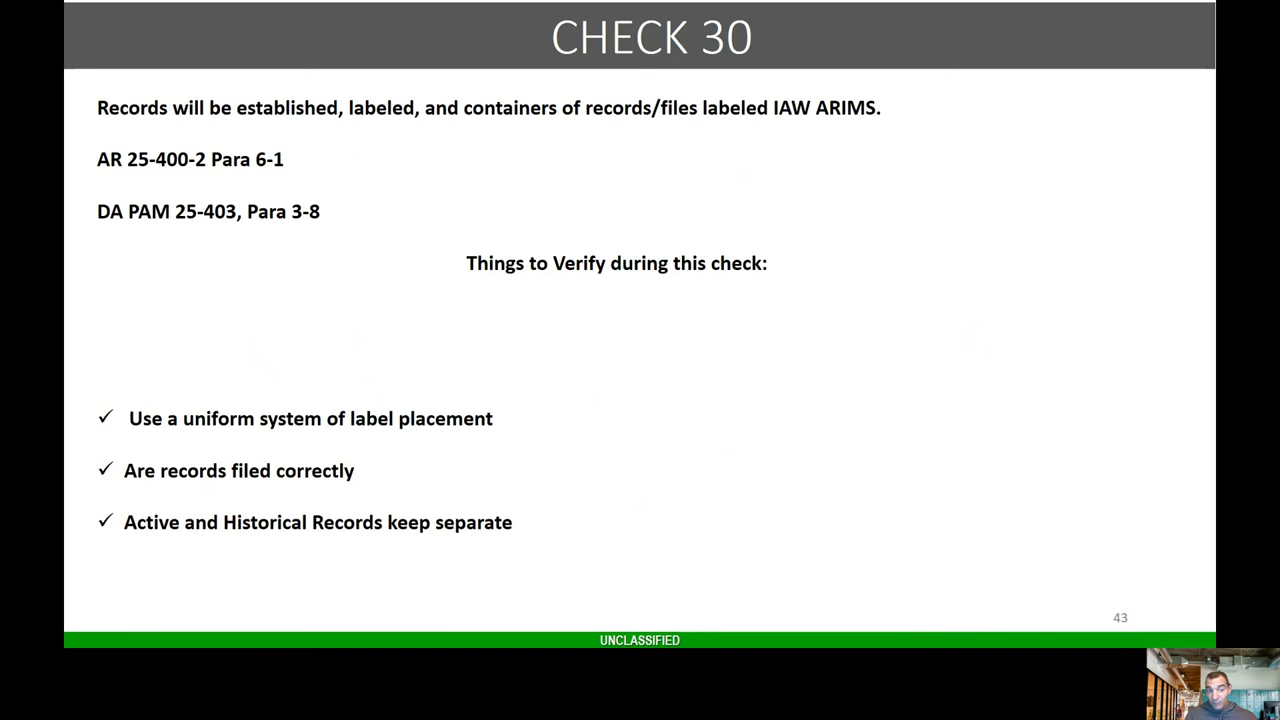 CHECK 30
Records will be established, labeled, and containers of records/files labeled IAW ARIMS.
AR 25-400-2 Para 6-1
DA PAM 25-403, Para 3-8
Things to Verify during this check:
✓ Use a uniform system of label placement
✓ Are records filed correctly
✓ Active and Historical Records keep separate
43
UNCLASSIFIED